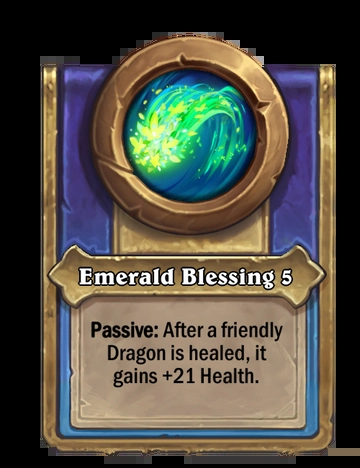 Emerald Blessing 5
Passive: After a friendly
Dragon is healed, it
gains +21 Health.